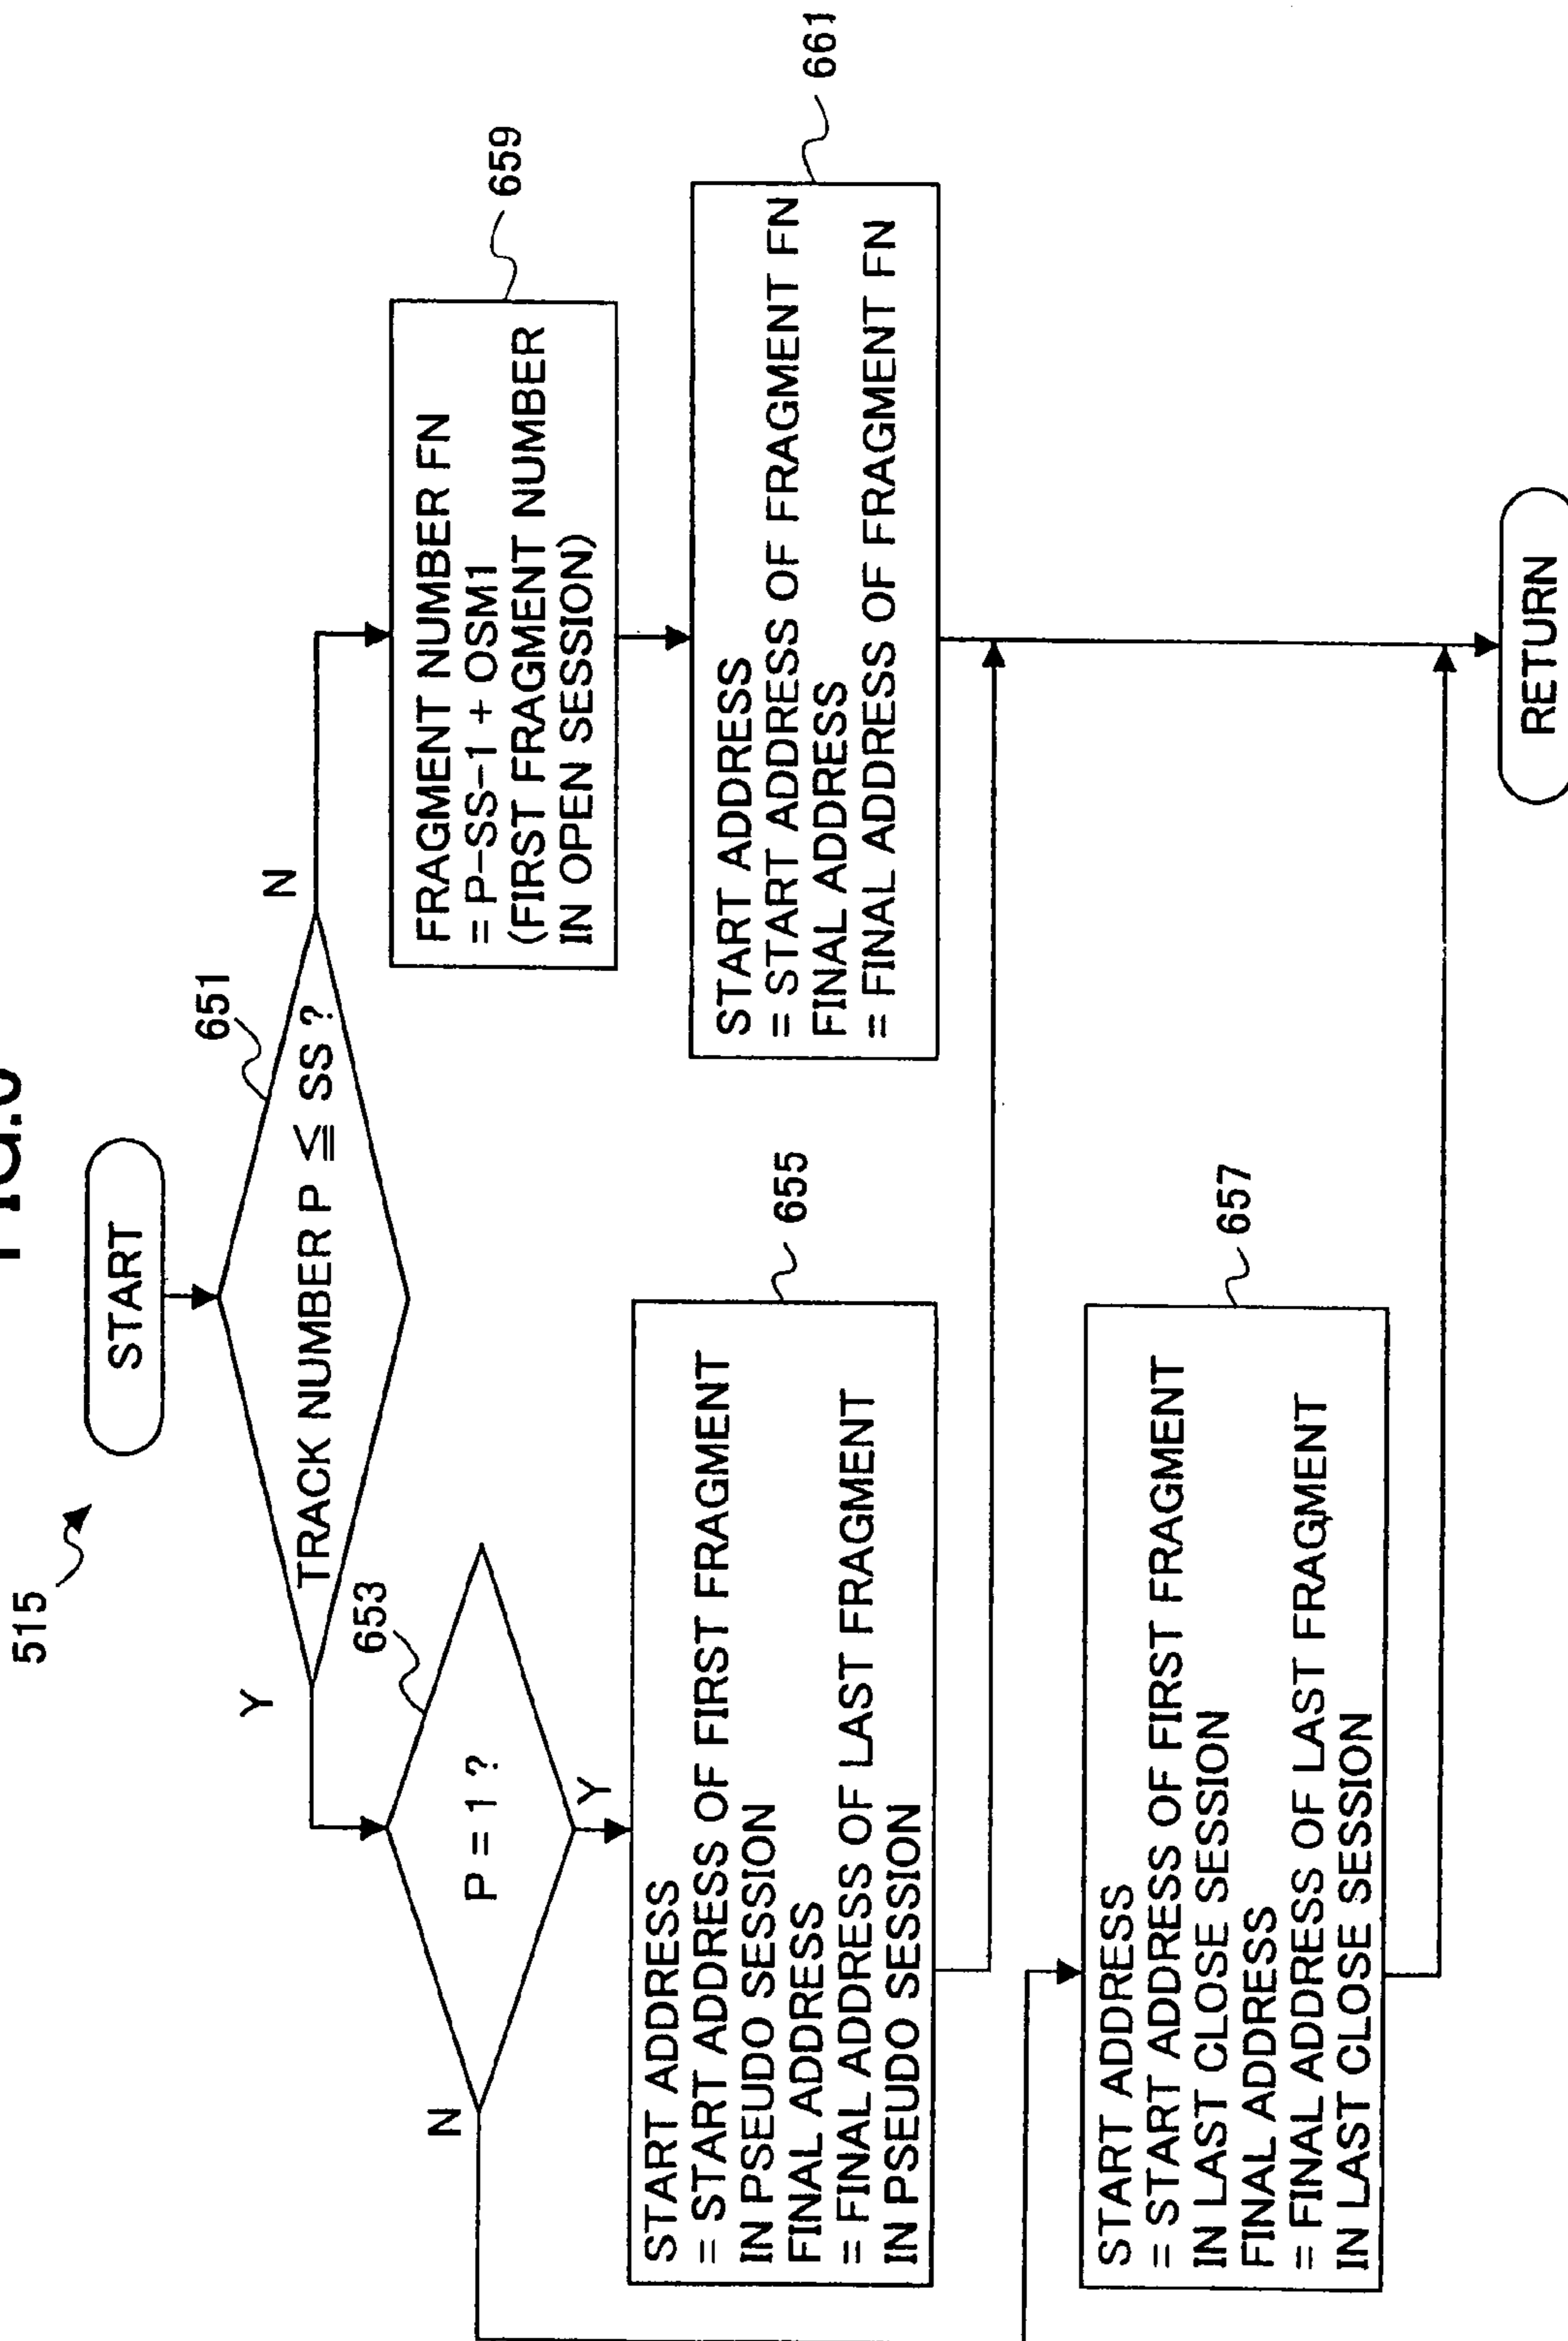 515
START
651
TRACK NUMBER P ≦ SS ?
Y
N
653
P = 1 ?
N
Y
655
START ADDRESS
= START ADDRESS OF FIRST FRAGMENT
IN PSEUDO SESSION
FINAL ADDRESS
= FINAL ADDRESS OF LAST FRAGMENT
IN PSEUDO SESSION
657
START ADDRESS
= START ADDRESS OF FIRST FRAGMENT
IN LAST CLOSE SESSION
FINAL ADDRESS
= FINAL ADDRESS OF LAST FRAGMENT
IN LAST CLOSE SESSION
659
FRAGMENT NUMBER FN
= P-SS-1 + OSM1
(FIRST FRAGMENT NUMBER
IN OPEN SESSION)
661
START ADDRESS
= START ADDRESS OF FRAGMENT FN
FINAL ADDRESS
= FINAL ADDRESS OF FRAGMENT FN
RETURN